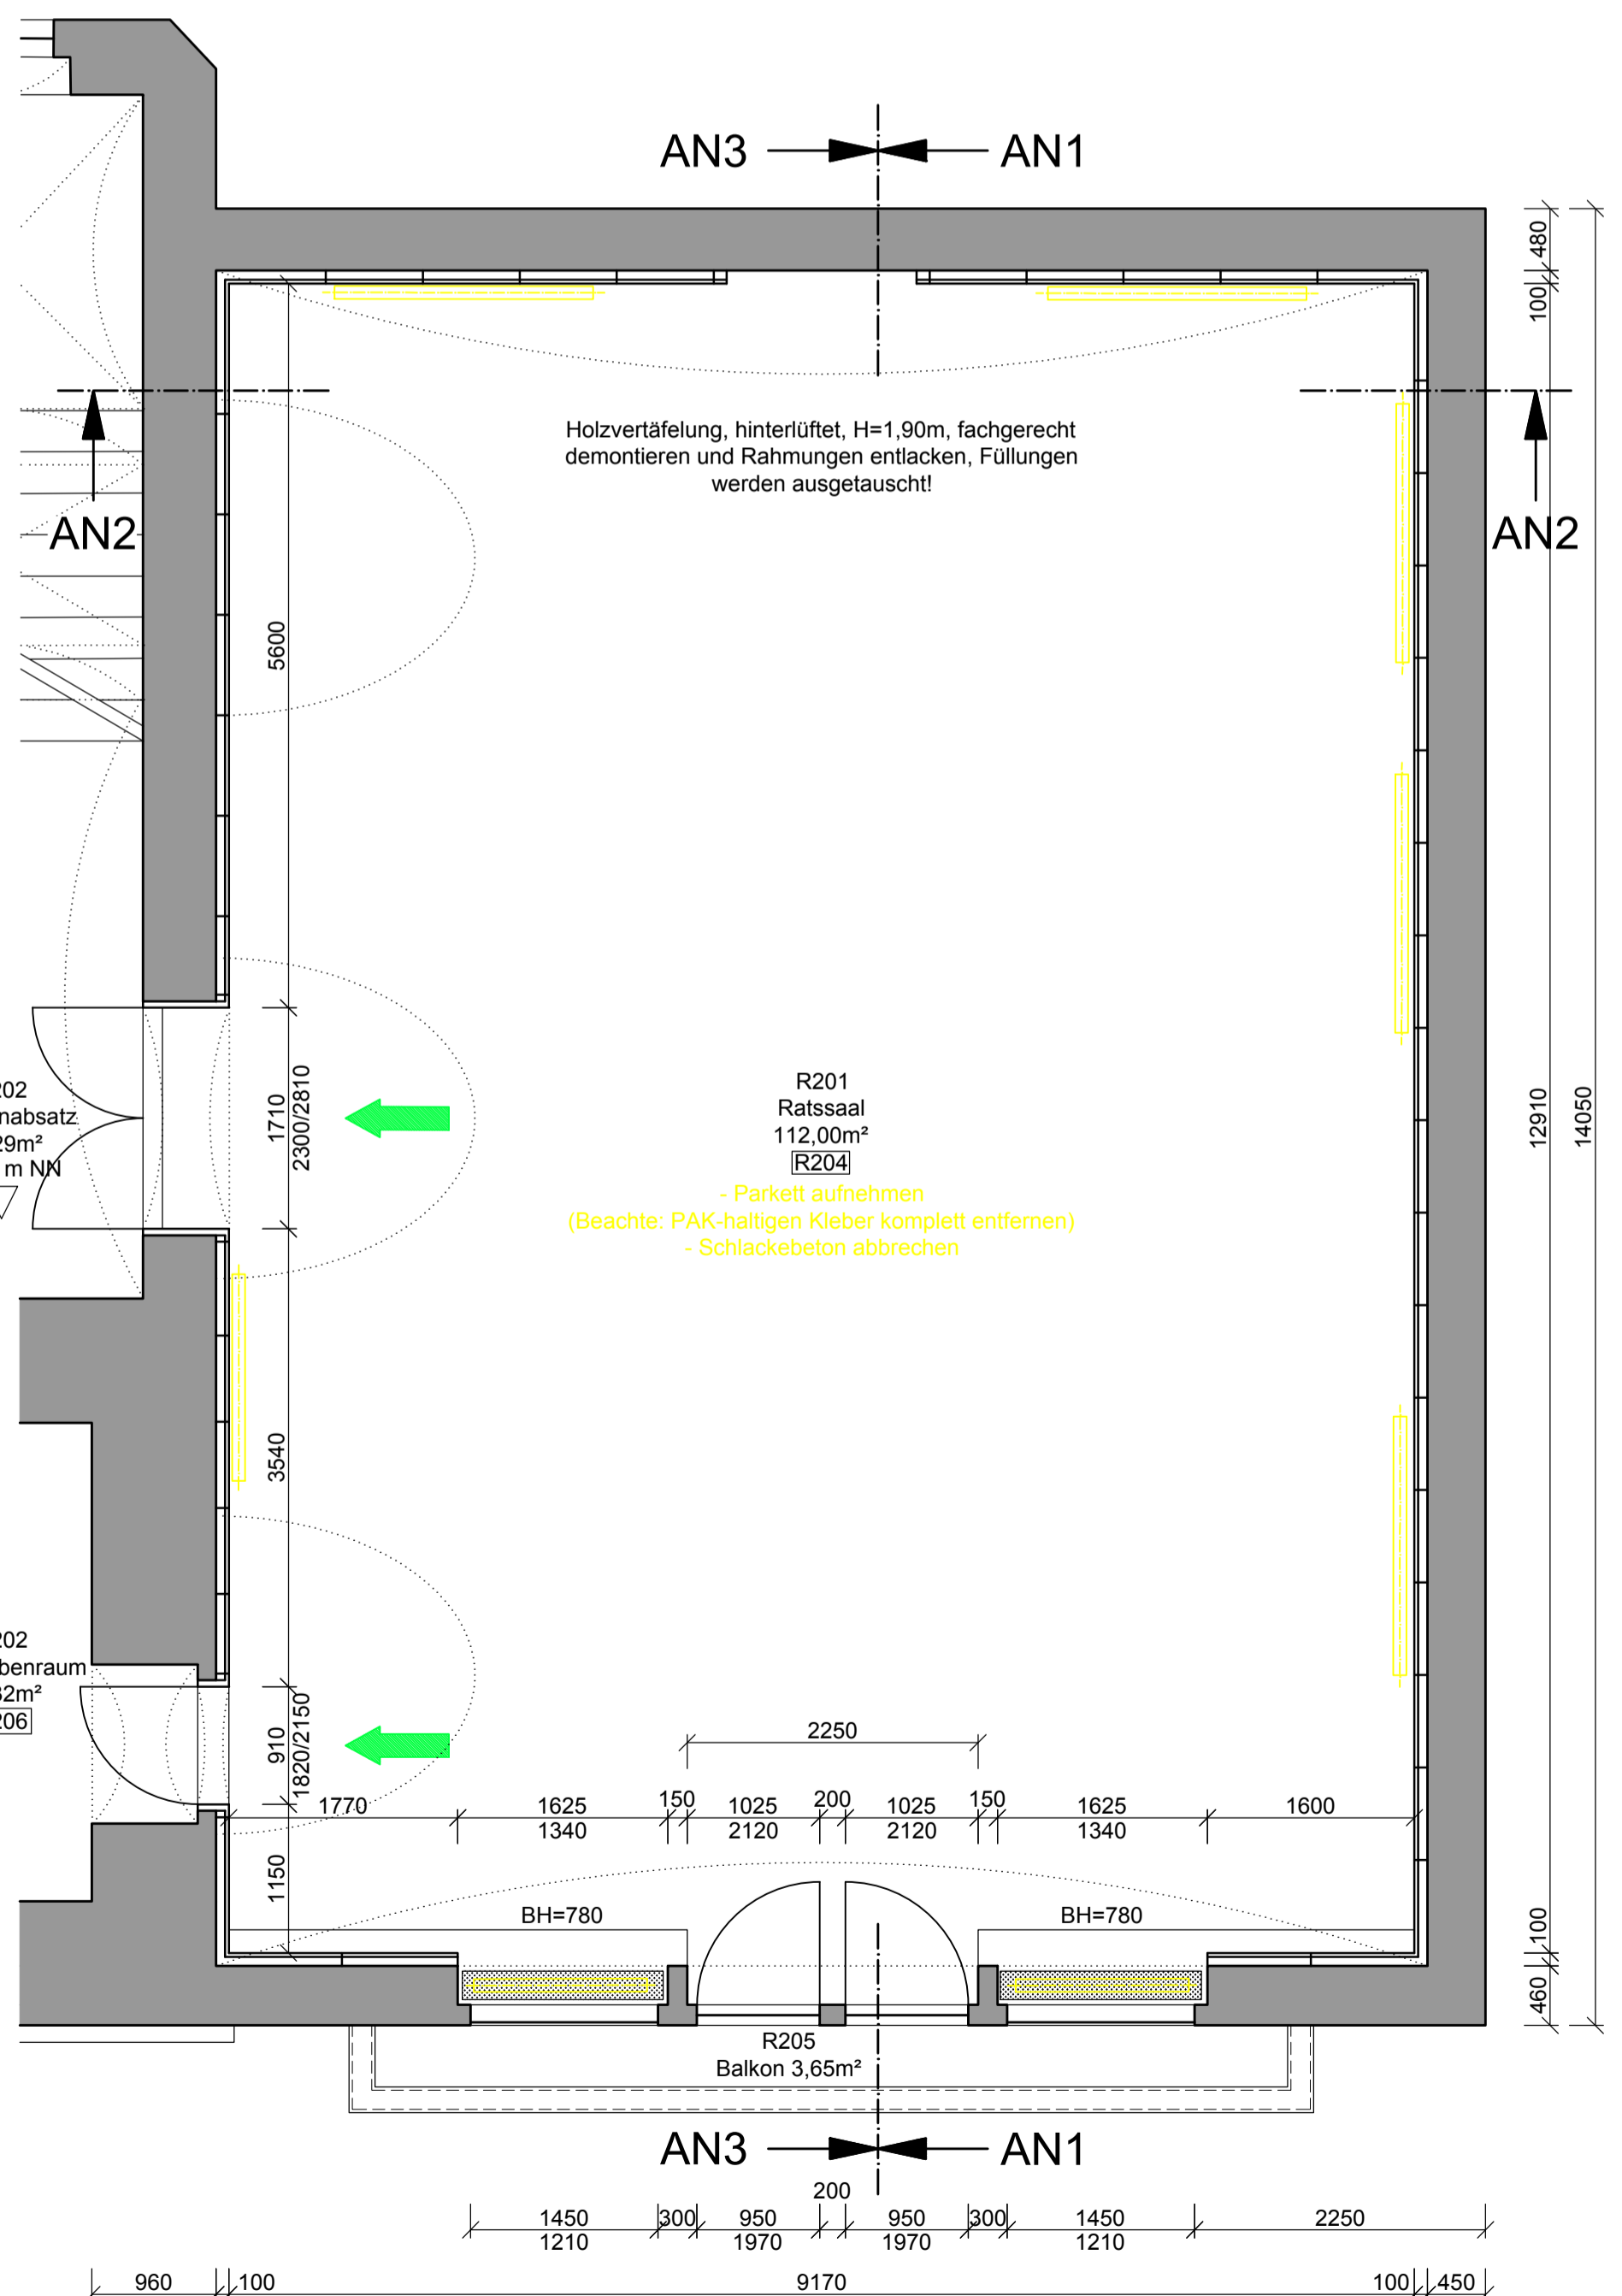 AN3
AN1
480
100
Holzvertäfelung, hinterlüftet, H=1,90m, fachgerecht
demontieren und Rahmungen entlacken, Füllungen
werden ausgetauscht!
AN2
AN2
5600
1710
2300/2810
R201
Ratssaal
112,00m²
R204
- Parkett aufnehmen
(Beachte: PAK-haltigen Kleber komplett entfernen)
- Schlackebeton abbrechen
12910
14050
202
nabsatz
29m²
m NN
3540
202
benraum
32m²
206
910
1820/2150
2250
1770
1625
150
1025
200
1025
150
1625
1600
1340
2120
2120
1340
1150
BH=780
BH=780
100
460
R205
Balkon 3,65m²
AN3
AN1
200
1450
300
950
950
300
1450
2250
1210
1970
1970
1210
960
100
9170
100
450